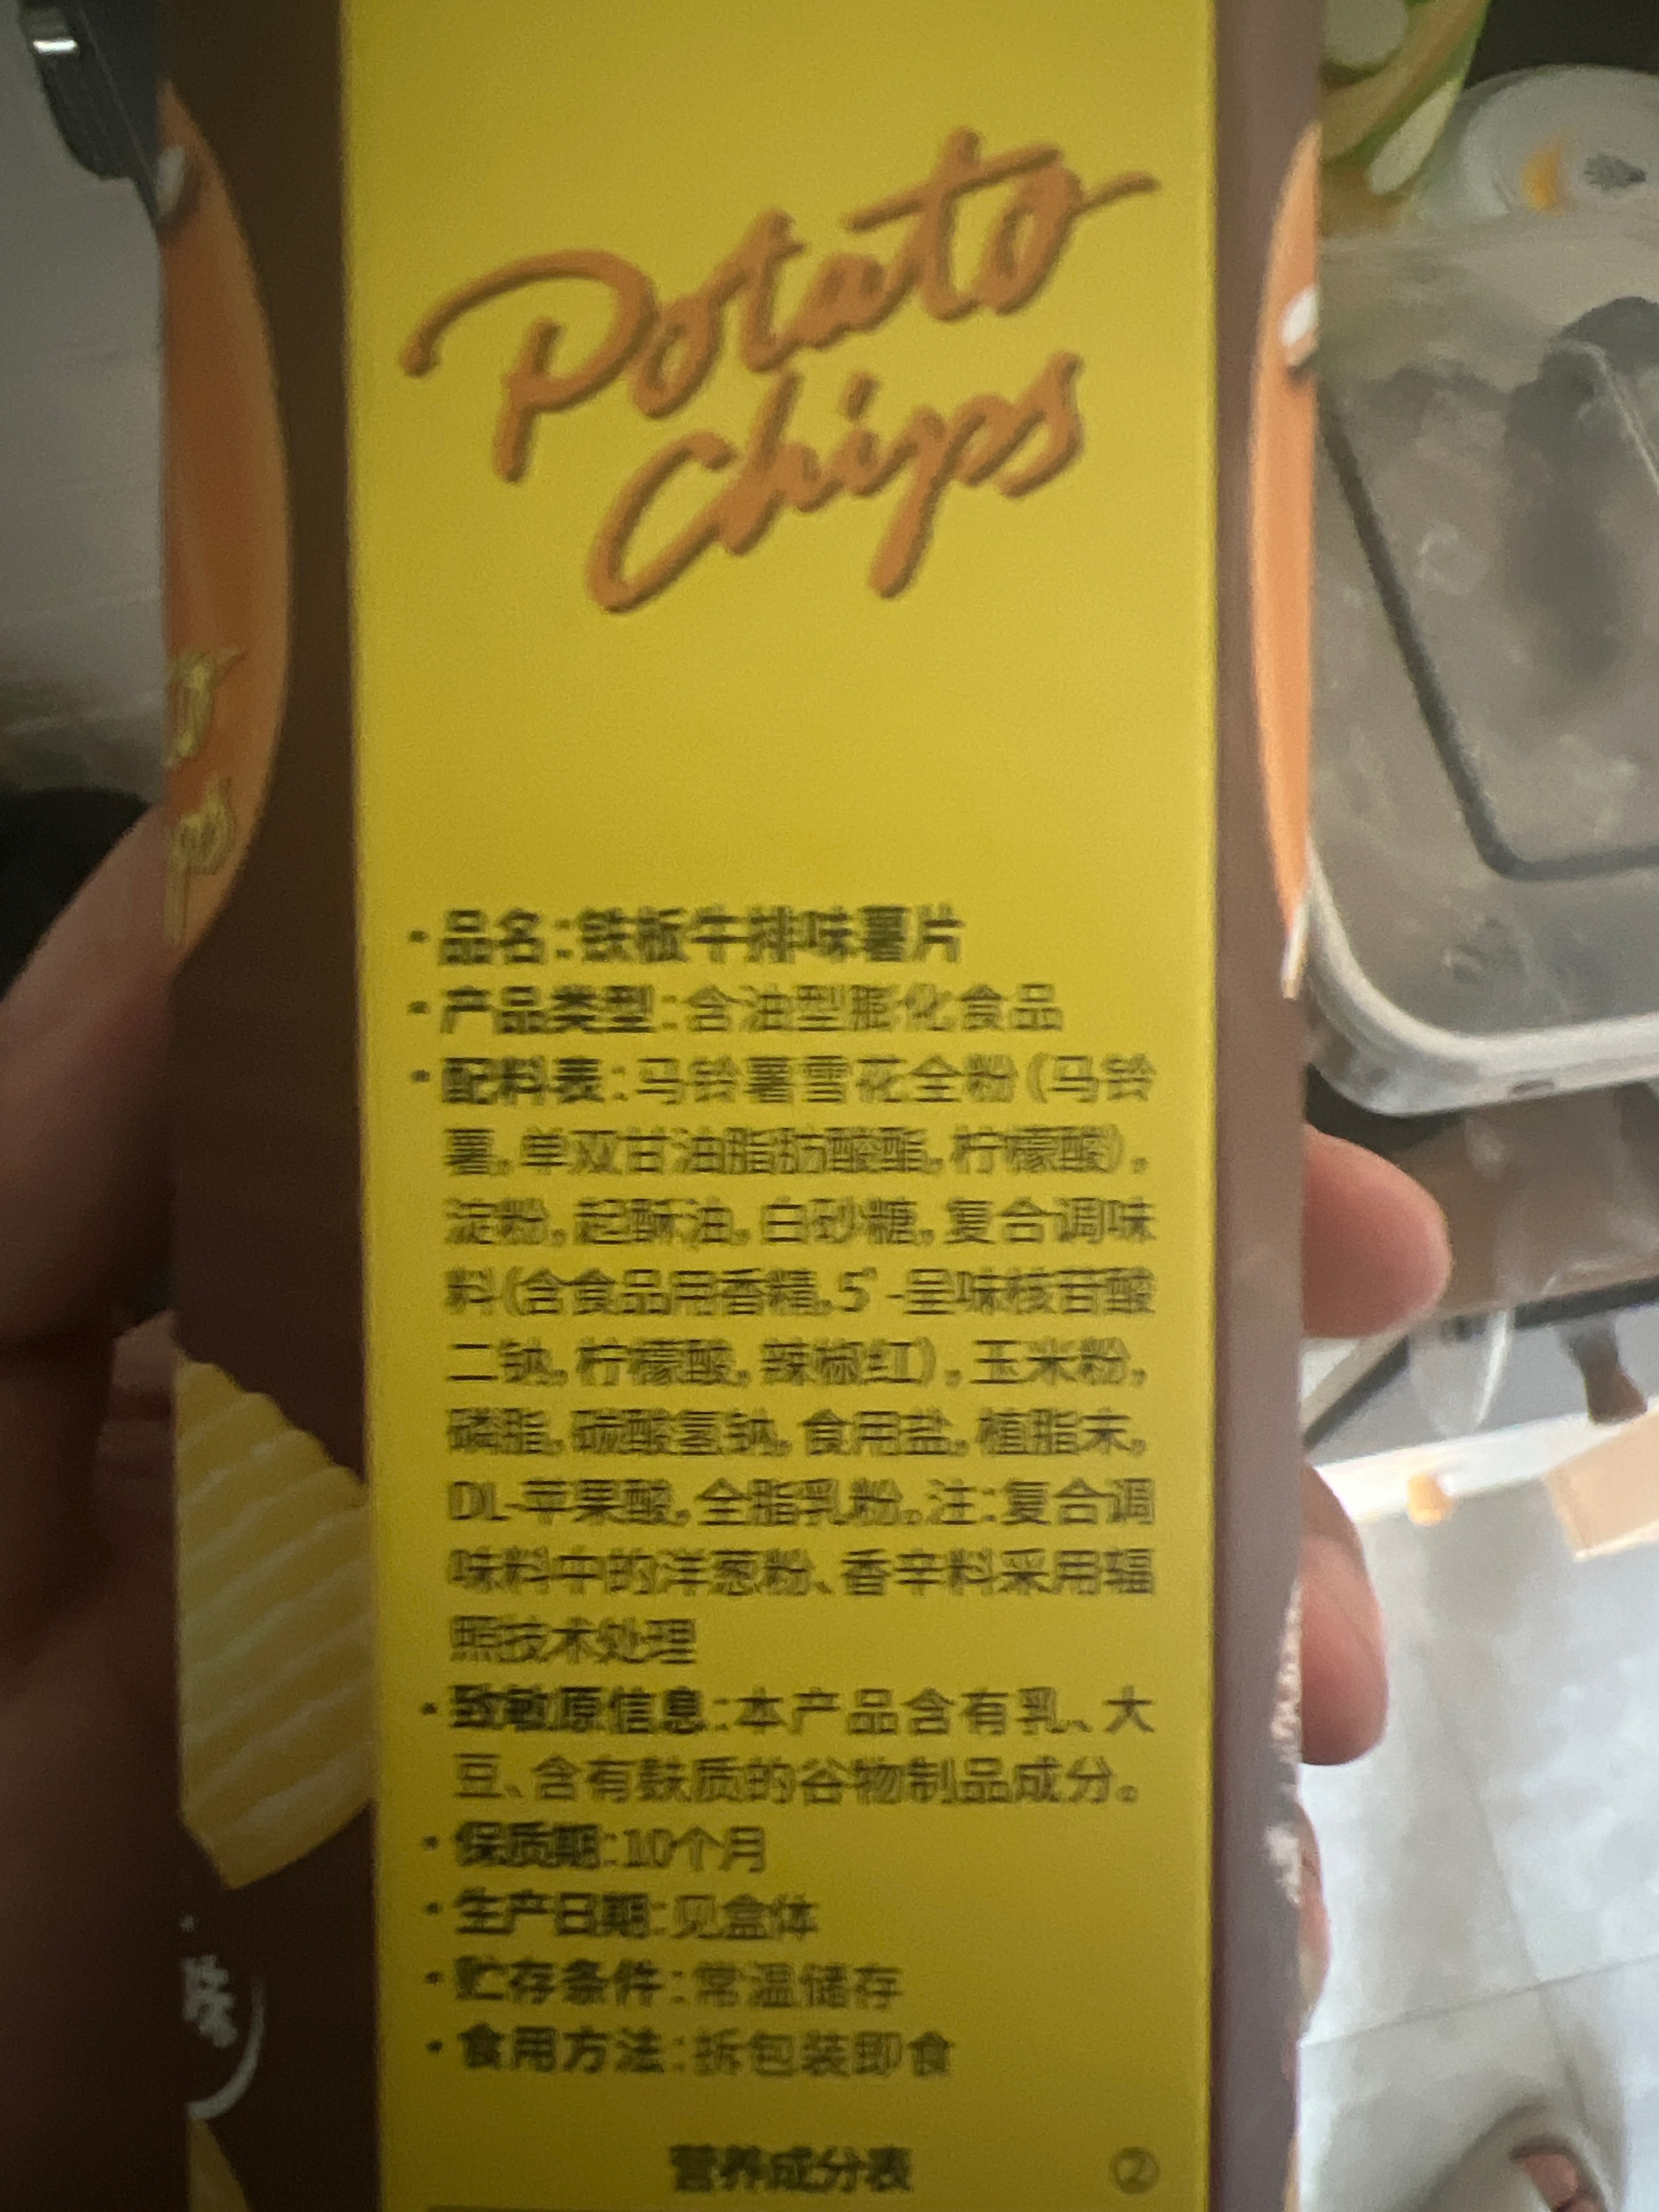 Potato
Chips
·品名:铁板牛排味薯片
·产品类型:含油型膨化食品
·配料表:马铃薯雪花全粉(马铃
薯,单双甘油脂肪酸酯,柠檬酸),
淀粉,起酥油,白砂糖,复合调味
料(含食品用香精,5'-呈味核苷酸
二钠,柠檬酸,辣椒红),玉米粉,
磷脂,碳酸氢钠,食用盐,植脂末,
DL-苹果酸,全脂乳粉。注:复合调
味料中的洋葱粉、香辛料采用辐
照技术处理
·致敏原信息:本产品含有乳、大
豆、含有麸质的谷物制品成分。
·保质期:10个月
·生产日期:见盒体
·贮存条件:常温储存
·食用方法:拆包装即食
营养成分表 ②
味